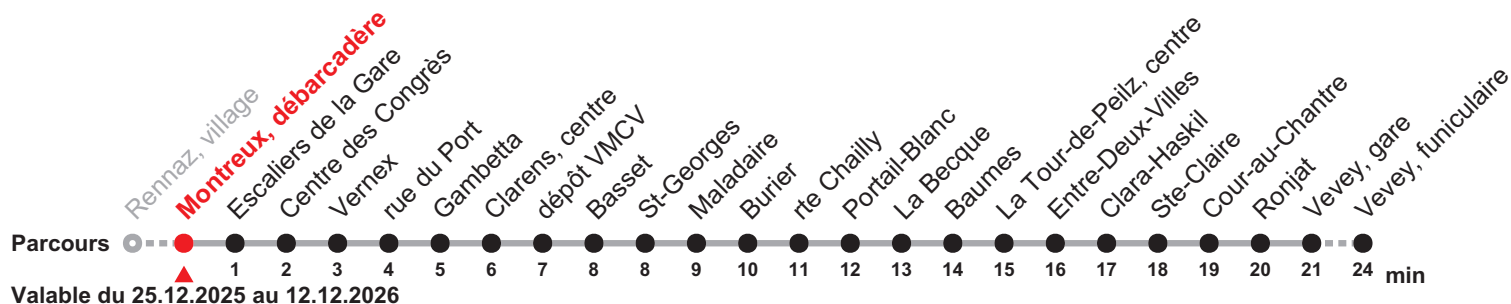 Rennaz, village
Montreux, débarcadère
Escaliers de la Gare
Centre des Congrès
Vernex
rue du Port
Gambetta
Clarens, centre
dépôt VMCV
Basset
St-Georges
Maladaire
Burier
rte Chailly
Portail-Blanc
La Becque
Baumes
La Tour-de-Peilz, centre
Entre-Deux-Villes
Clara-Haskil
Ste-Claire
Cour-au-Chantre
Ronjat
Vevey, gare
Vevey, funiculaire
Parcours
1 2 3 4 5 6 7 8 8 9 10 11 12 13 14 15 16 17 18 19 20 21 24 min
Valable du 25.12.2025 au 12.12.2026